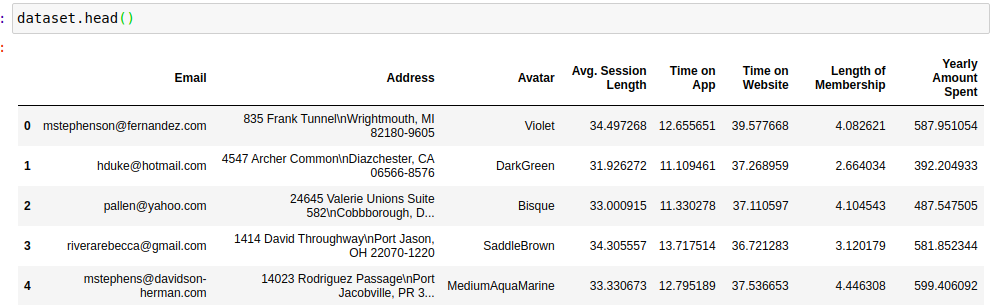 : dataset.head()
:
Email Address Avatar Avg. Session Length Time on App Time on Website Length of Membership Yearly Amount Spent
0 mstephenson@fernandez.com 835 Frank Tunnel\nWrightmouth, MI 82180-9605 Violet 34.497268 12.655651 39.577668 4.082621 587.951054
1 hduke@hotmail.com 4547 Archer Common\nDiazchester, CA 06566-8576 DarkGreen 31.926272 11.109461 37.268959 2.664034 392.204933
2 pallen@yahoo.com 24645 Valerie Unions Suite 582\nCobbborough, D... Bisque 33.000915 11.330278 37.110597 4.104543 487.547505
3 riverarebecca@gmail.com 1414 David Throughway\nPort Jason, OH 22070-1220 SaddleBrown 34.305557 13.717514 36.721283 3.120179 581.852344
4 mstephens@davidson-herman.com 14023 Rodriguez Passage\nPort Jacobville, PR 3... MediumAquaMarine 33.330673 12.795189 37.536653 4.446308 599.406092